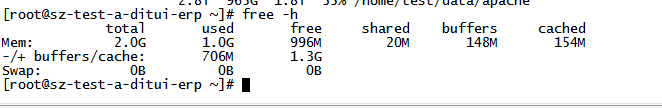 2.8T 965G 1.8T 35% /home/test/data/apache
[root@sz-test-a-ditui-erp ~]# free -h
total used free shared buffers cached
Mem: 2.0G 1.0G 996M 20M 148M 154M
-/+ buffers/cache: 706M 1.3G
Swap: 0B 0B 0B
[root@sz-test-a-ditui-erp ~]#